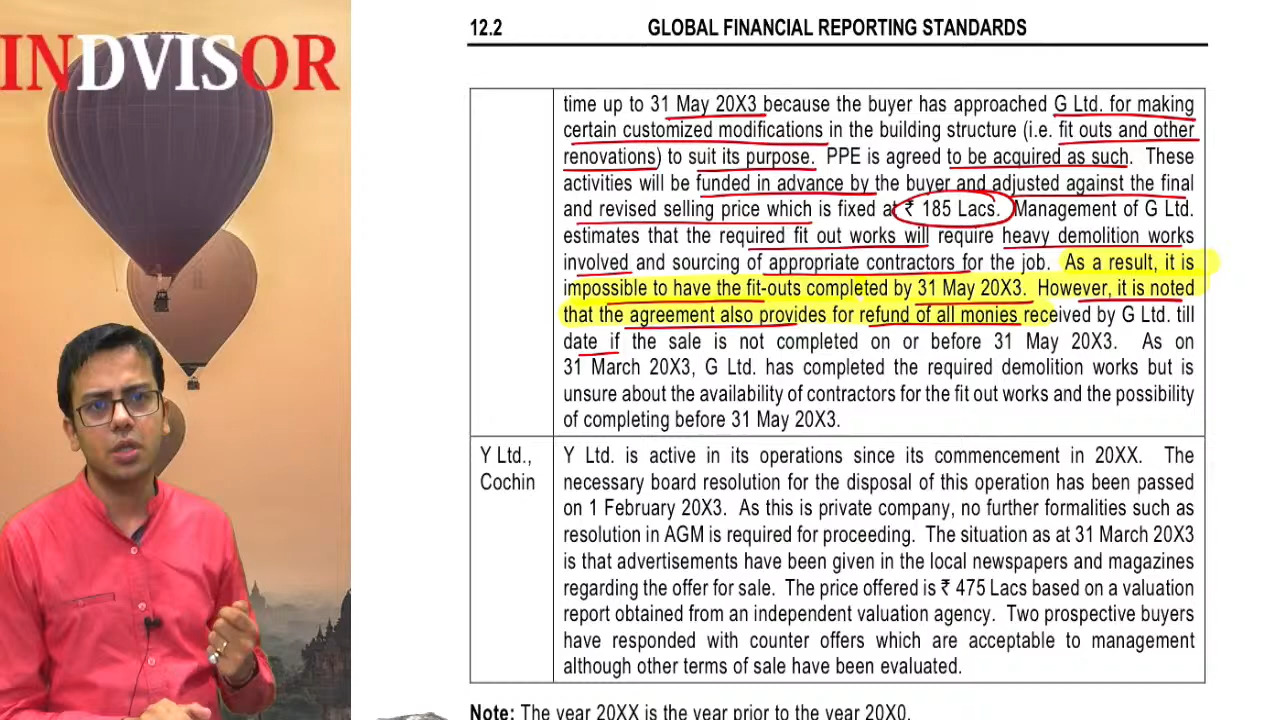 INDVISOR
12.2 GLOBAL FINANCIAL REPORTING STANDARDS
time up to 31 May 20X3 because the buyer has approached G Ltd. for making
certain customized modifications in the building structure (i.e. fit outs and other
renovations) to suit its purpose. PPE is agreed to be acquired as such. These
activities will be funded in advance by the buyer and adjusted against the final
and revised selling price which is fixed at ₹ 185 Lacs. Management of G Ltd.
estimates that the required fit out works will require heavy demolition works
involved and sourcing of appropriate contractors for the job. As a result, it is
impossible to have the fit-outs completed by 31 May 20X3. However, it is noted
that the agreement also provides for refund of all monies received by G Ltd. till
date if the sale is not completed on or before 31 May 20X3. As on
31 March 20X3, G Ltd. has completed the required demolition works but is
unsure about the availability of contractors for the fit out works and the possibility
of completing before 31 May 20X3.
Y Ltd.,
Cochin
Y Ltd. is active in its operations since its commencement in 20XX. The
necessary board resolution for the disposal of this operation has been passed
on 1 February 20X3. As this is private company, no further formalities such as
resolution in AGM is required for proceeding. The situation as at 31 March 20X3
is that advertisements have been given in the local newspapers and magazines
regarding the offer for sale. The price offered is ₹ 475 Lacs based on a valuation
report obtained from an independent valuation agency. Two prospective buyers
have responded with counter offers which are acceptable to management
although other terms of sale have been evaluated.
Note: The year 20XX is the year prior to the year 20X0.